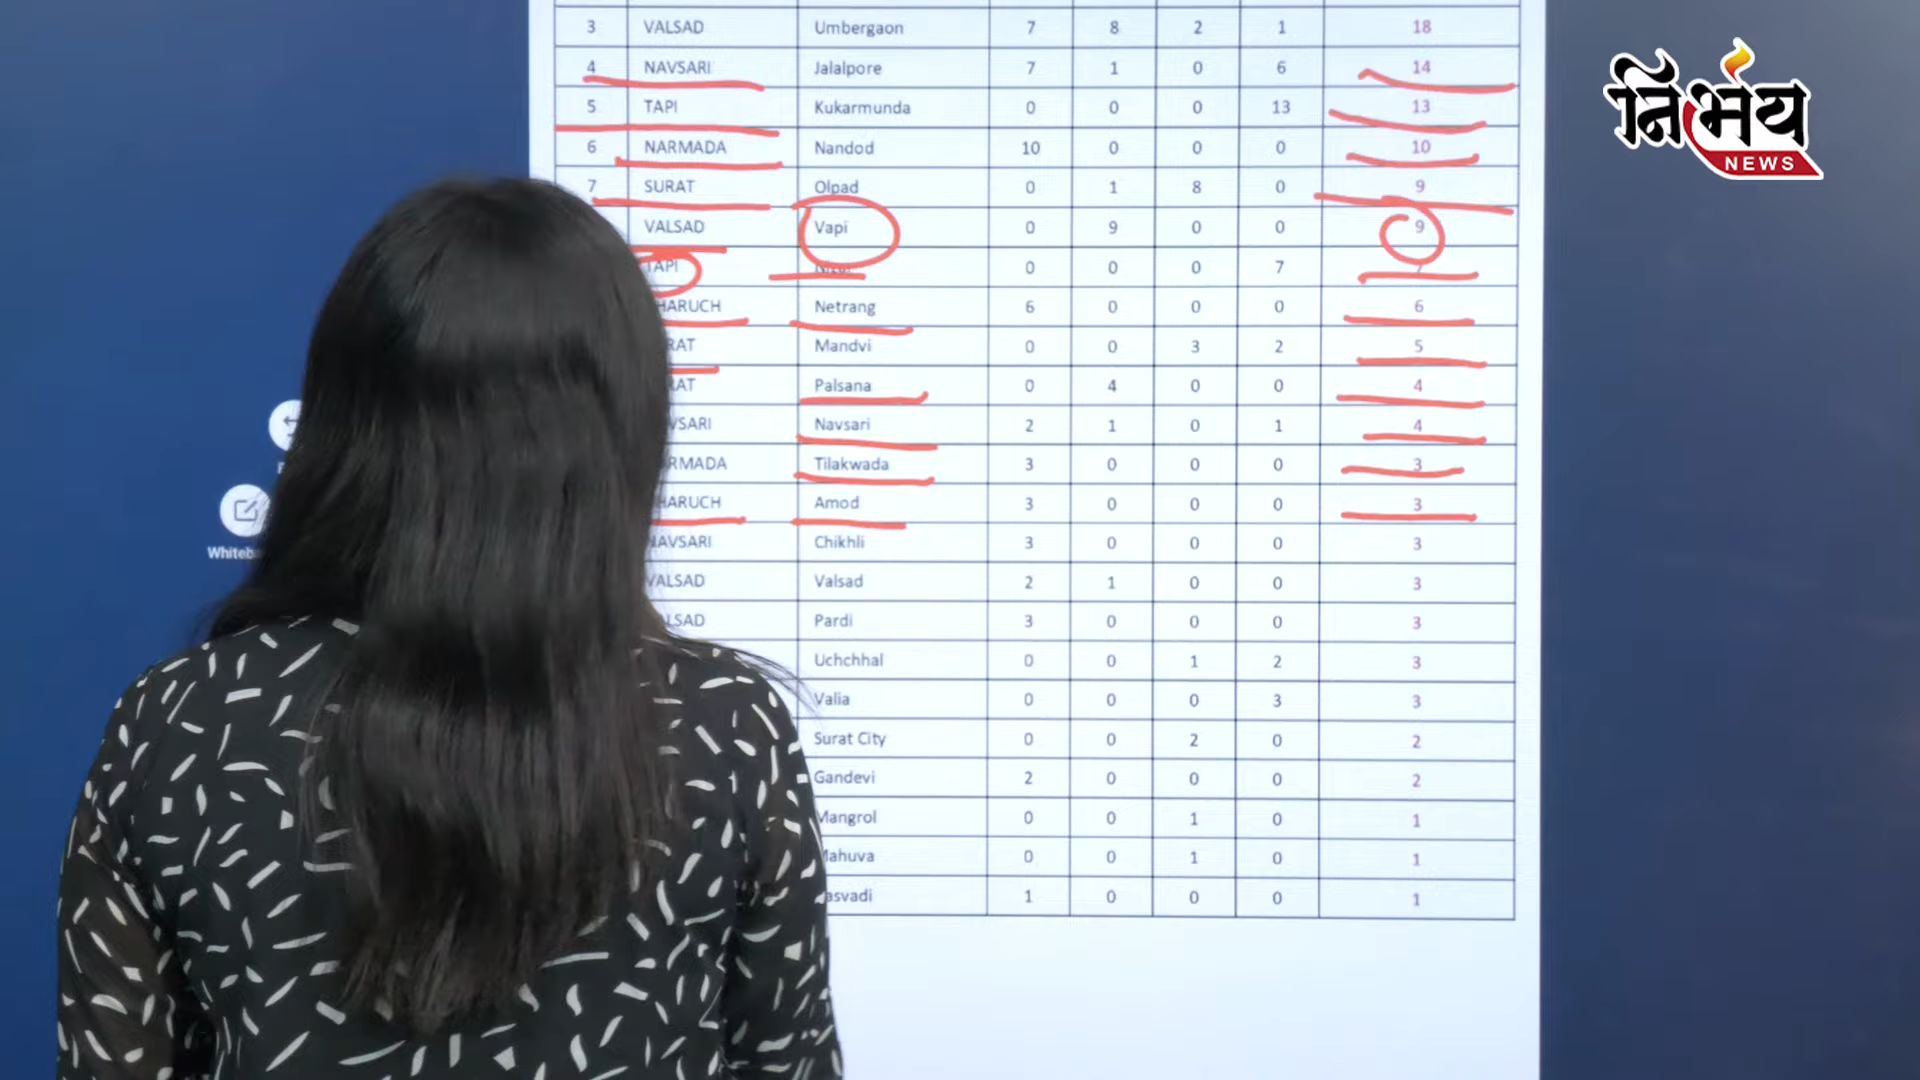 3 VALSAD Umbergaon 7 8 2 1 18
4 NAVSARI Jalalpore 7 1 0 6 14
5 TAPI Kukarmunda 0 0 0 13 13
6 NARMADA Nandod 10 0 0 0 10
7 SURAT Olpad 0 1 8 0 9
VALSAD Vapi 0 9 0 0 9
TAPI 0 0 0 7 7
HARUCH Netrang 6 0 0 0 6
RAT Mandvi 0 0 3 2 5
RAT Palsana 0 4 0 0 4
VSARI Navsari 2 1 0 1 4
RMADA Tilakwada 3 0 0 0 3
HARUCH Amod 3 0 0 0 3
NAVSARI Chikhli 3 0 0 0 3
VALSAD Valsad 2 1 0 0 3
LSAD Pardi 3 0 0 0 3
Uchchhal 0 0 1 2 3
Valia 0 0 0 3 3
Surat City 0 0 2 0 2
Gandevi 2 0 0 0 2
Mangrol 0 0 1 0 1
Mahuva 0 0 1 0 1
asvadi 1 0 0 0 1
Whiteb
निर्भय
NEWS